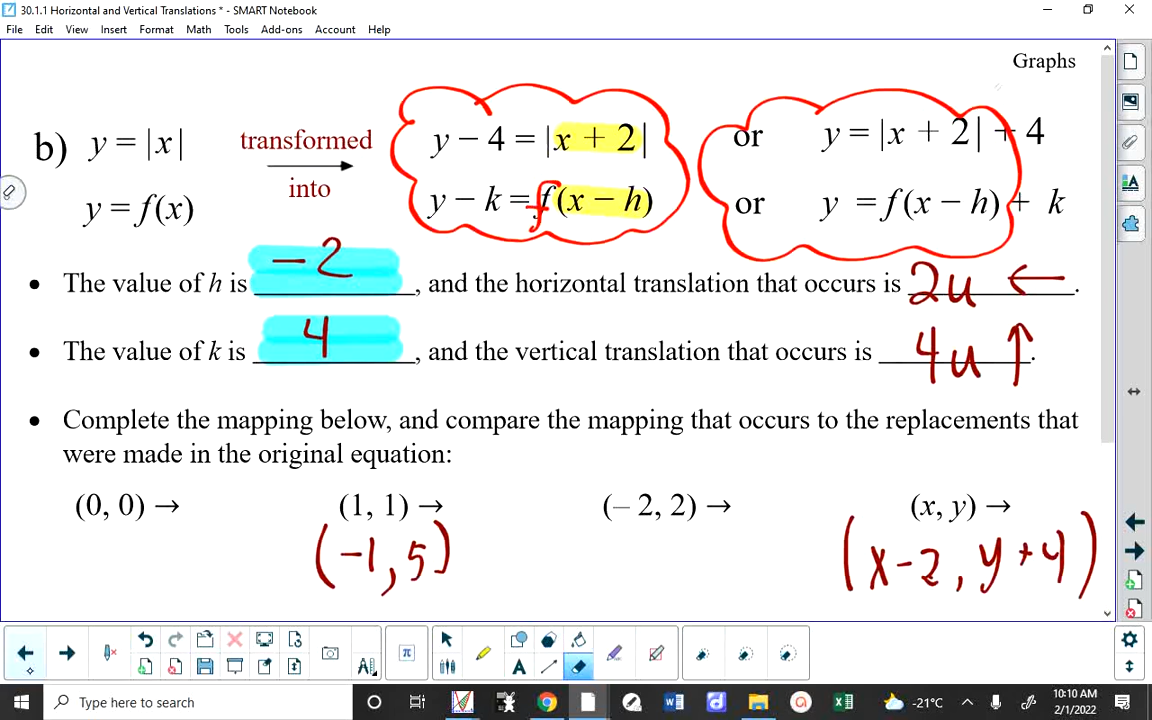 30.1.1 Horizontal and Vertical Translations * - SMART Notebook
File Edit View Insert Format Math Tools Add-ons Account Help
Graphs
b) y = |x| transformed into y − 4 = |x + 2| or y = |x + 2| + 4
y = f(x) y − k = f(x − h) or y = f(x − h) + k
• The value of h is −2, and the horizontal translation that occurs is 2u ←.
• The value of k is 4, and the vertical translation that occurs is 4u ↑.
• Complete the mapping below, and compare the mapping that occurs to the replacements that
were made in the original equation:
(0, 0) → (1, 1) → (– 2, 2) → (x, y) →
(−1, 5) (x−2, y+4)
Type here to search
-21°C
10:10 AM
2/1/2022